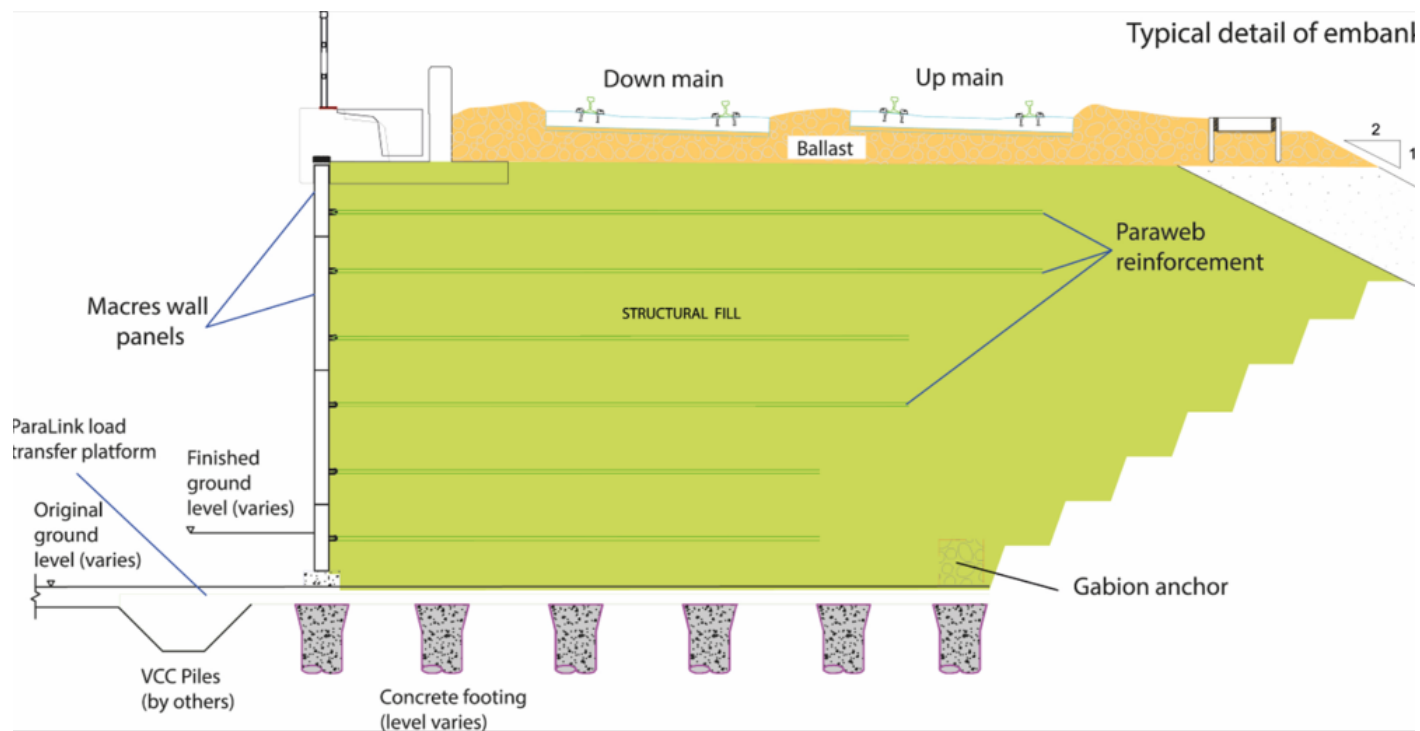 Typical detail of embank
Down main
Up main
2
1
Ballast
Paraweb
reinforcement
Macres wall
panels
STRUCTURAL FILL
ParaLink load
transfer platform
Finished
ground
level (varies)
Original
ground
level (varies)
Gabion anchor
VCC Piles
(by others)
Concrete footing
(level varies)